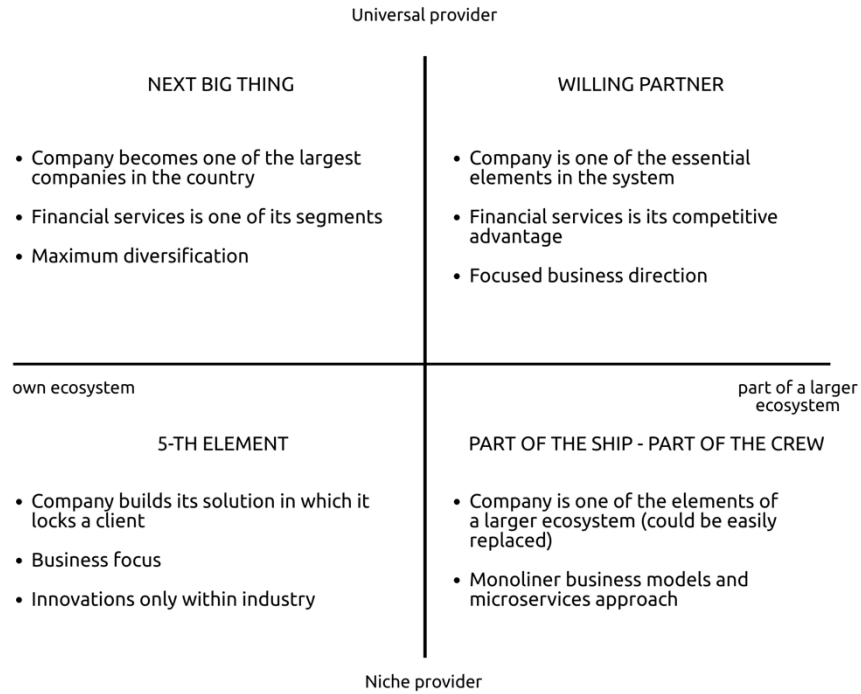 Universal provider
NEXT BIG THING
• Company becomes one of the largest
companies in the country
• Financial services is one of its segments
• Maximum diversification
WILLING PARTNER
• Company is one of the essential
elements in the system
• Financial services is its competitive
advantage
• Focused business direction
own ecosystem
part of a larger
ecosystem
5-TH ELEMENT
• Company builds its solution in which it
locks a client
• Business focus
• Innovations only within industry
PART OF THE SHIP - PART OF THE CREW
• Company is one of the elements of
a larger ecosystem (could be easily
replaced)
• Monoliner business models and
microservices approach
Niche provider